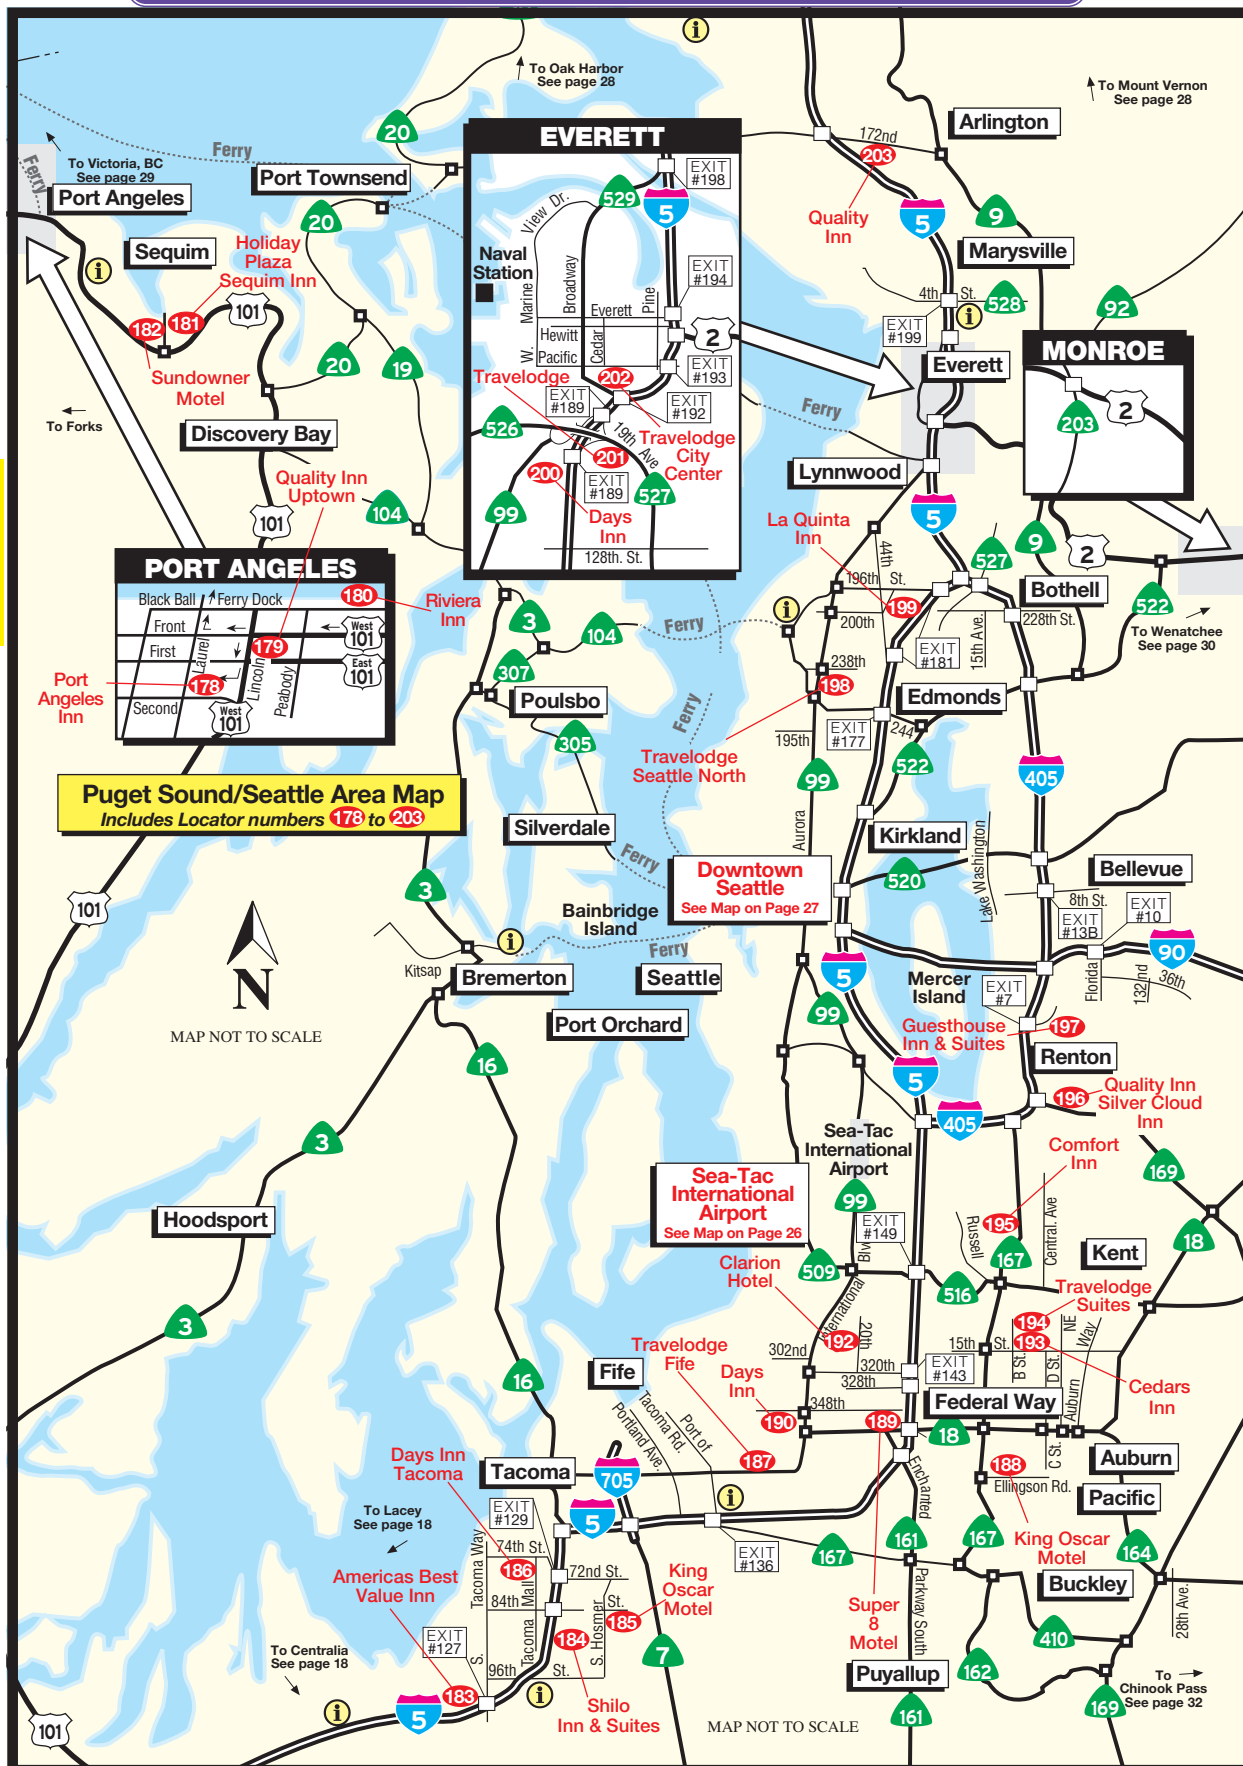 To Oak Harbor
See page 28
To Mount Vernon
See page 28
Arlington
172nd
203
Quality
Inn
5
9
Marysville
4th St.
528
92
EXIT
#199
Everett
To Victoria, BC
See page 29
Ferry
Ferry
Port Angeles
Port Townsend
20
20
Sequim
Holiday
Plaza
Sequim Inn
101
182
181
Sundowner
Motel
20
19
To Forks
Discovery Bay
Quality Inn
Uptown
101
104
EVERETT
EXIT
#198
529
5
View Dr.
Naval
Station
W. Marine
Broadway
Pine
EXIT
#194
Everett
Hewitt
Pacific
Cedar
2
EXIT
#193
Travelodge
202
EXIT
#189
EXIT
#192
526
19th Ave
Travelodge
City
Center
201
200
EXIT
#189
527
99
Days
Inn
128th. St.
MONROE
2
203
Ferry
Lynnwood
5
La Quinta
Inn
44th
196th St.
199
200th
527
9
2
Bothell
522
228th St.
15th Ave.
EXIT
#181
To Wenatchee
See page 30
238th
198
Edmonds
EXIT
#177
244
522
195th
Travelodge
Seattle North
99
405
Aurora
PORT ANGELES
Black Ball
Ferry Dock
180
Riviera
Inn
Front
First
Second
Laurel
Lincoln
Peabody
179
178
West
101
East
101
West
101
Port
Angeles
Inn
3
104
Ferry
307
Poulsbo
305
Ferry
Puget Sound/Seattle Area Map
Includes Locator numbers 178 to 203
Silverdale
Ferry
Kirkland
520
Lake Washington
Downtown
Seattle
See Map on Page 27
Bellevue
8th St.
EXIT
#13B
EXIT
#10
90
Florida
132nd
36th
3
101
N
MAP NOT TO SCALE
Bainbridge
Island
Ferry
Kitsap
Bremerton
Seattle
Port Orchard
5
99
Mercer
Island
EXIT
#7
Guesthouse
Inn & Suites
197
Renton
5
405
196
Quality Inn
Silver Cloud
Inn
16
3
Sea-Tac
International
Airport
Comfort
Inn
169
Sea-Tac
International
Airport
See Map on Page 26
99
EXIT
#149
Blv
Russell
195
167
Central. Ave
18
Kent
Hoodsport
Clarion
Hotel
509
516
Travelodge
Suites
194
193
3
International
192
20th
302nd
320th
328th
EXIT
#143
15th St.
B St.
D St.
NE
Auburn
Way
Cedars
Inn
16
Fife
Travelodge
Fife
Days
Inn
190
348th
189
Federal Way
18
C St.
Auburn
Tacoma Rd.
Portland Ave.
Port of
187
Enchanted
188
Ellingson Rd.
Pacific
Days Inn
Tacoma
Tacoma
705
To Lacey
See page 18
EXIT
#129
5
EXIT
#136
167
161
167
King Oscar
Motel
164
S. Tacoma Way
74th St.
186
Tacoma Mall
72nd St.
Americas Best
Value Inn
84th St.
King
Oscar
Motel
185
S. Hosmer
Super
8
Motel
Parkway South
Buckley
28th Ave.
410
To Centralia
See page 18
EXIT
#127
184
96th St.
7
Puyallup
162
To
Chinook Pass
See page 32
101
5
183
Shilo
Inn & Suites
MAP NOT TO SCALE
161
169